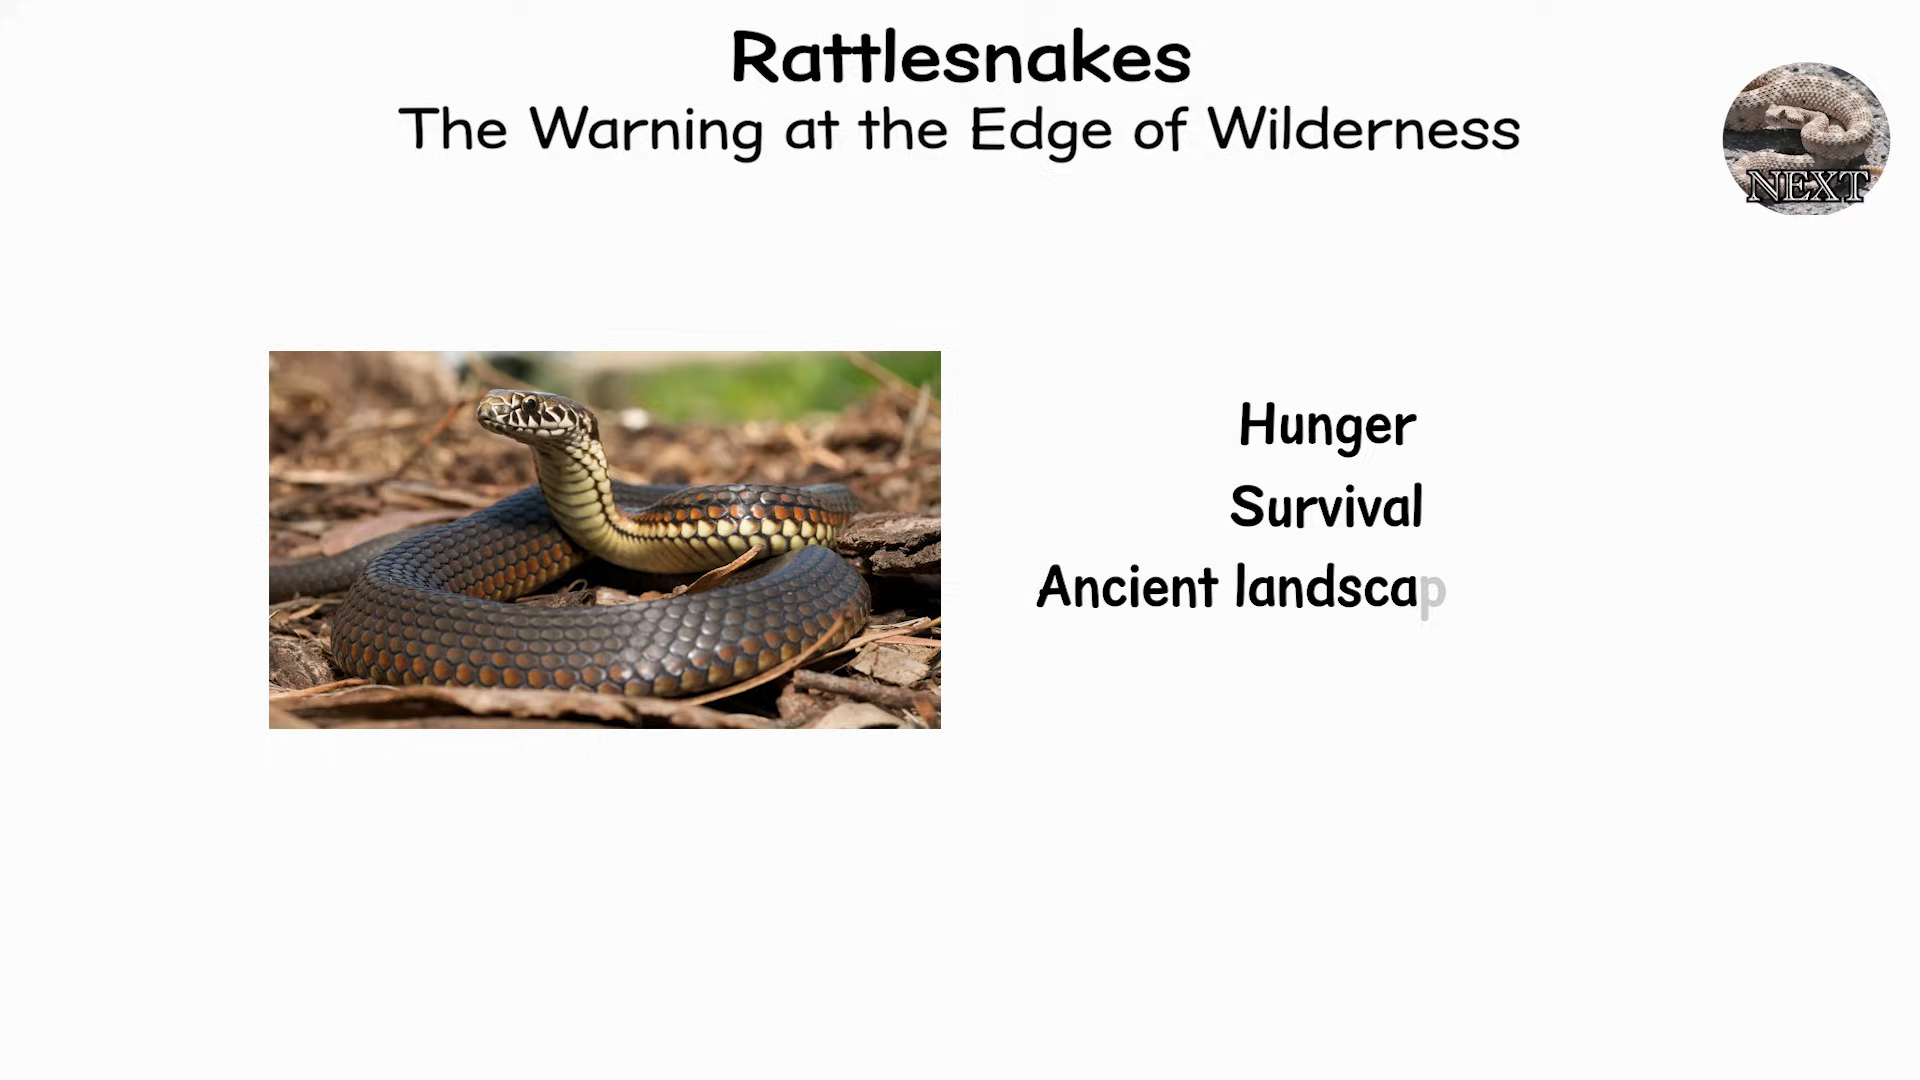 Rattlesnakes
The Warning at the Edge of Wilderness
NEXT
Hunger
Survival
Ancient landscap